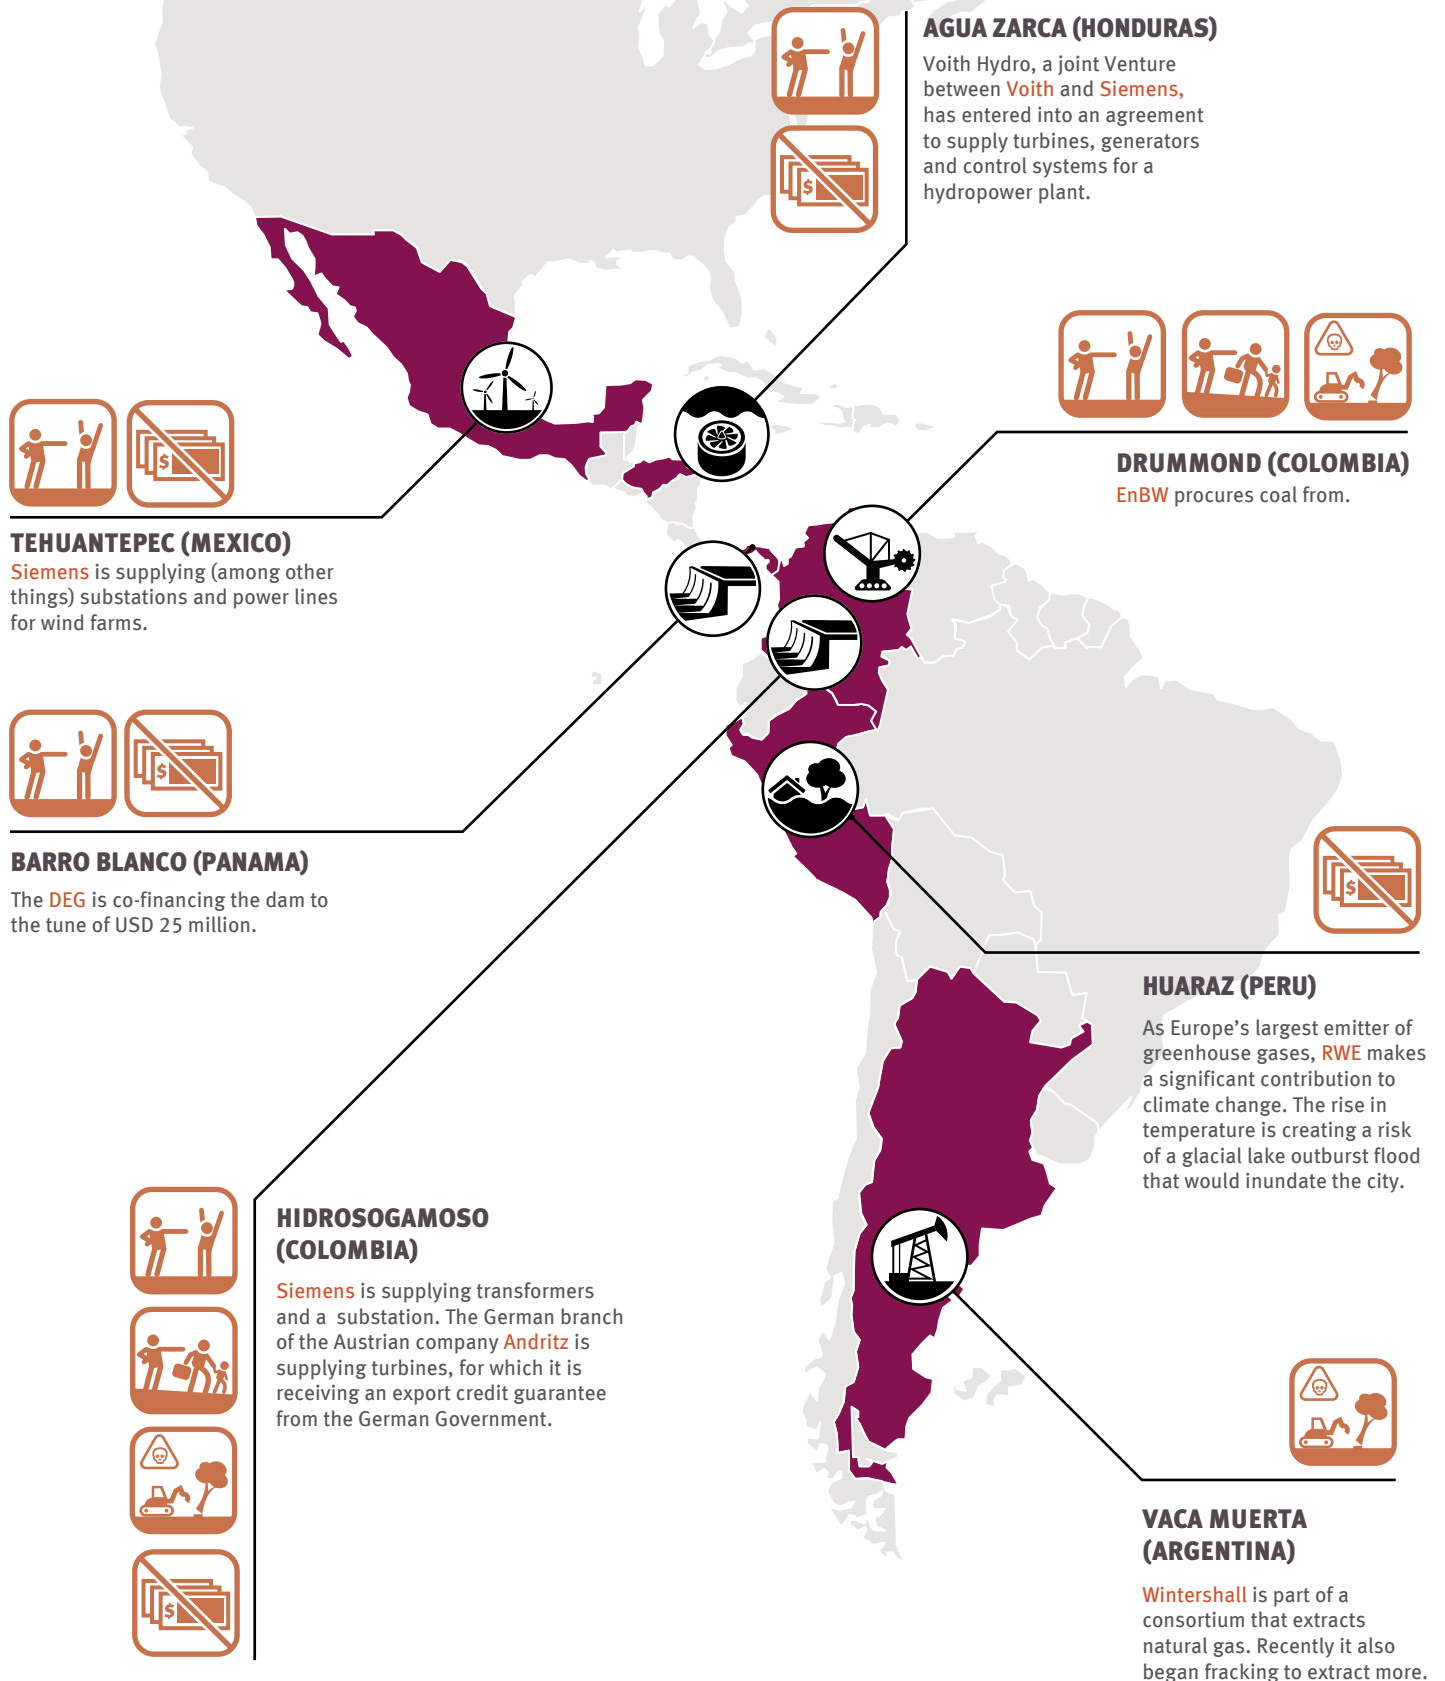 AGUA ZARCA (HONDURAS)
Voith Hydro, a joint Venture
between Voith and Siemens,
has entered into an agreement
to supply turbines, generators
and control systems for a
hydropower plant.
$
DRUMMOND (COLOMBIA)
EnBW procures coal from.
$
TEHUANTEPEC (MEXICO)
Siemens is supplying (among other
things) substations and power lines
for wind farms.
$
BARRO BLANCO (PANAMA)
The DEG is co-financing the dam to
the tune of USD 25 million.
$
HUARAZ (PERU)
As Europe’s largest emitter of
greenhouse gases, RWE makes
a significant contribution to
climate change. The rise in
temperature is creating a risk
of a glacial lake outburst flood
that would inundate the city.
HIDROSOGAMOSO
(COLOMBIA)
Siemens is supplying transformers
and a substation. The German branch
of the Austrian company Andritz is
supplying turbines, for which it is
receiving an export credit guarantee
from the German Government.
$
VACA MUERTA
(ARGENTINA)
Wintershall is part of a
consortium that extracts
natural gas. Recently it also
began fracking to extract more.